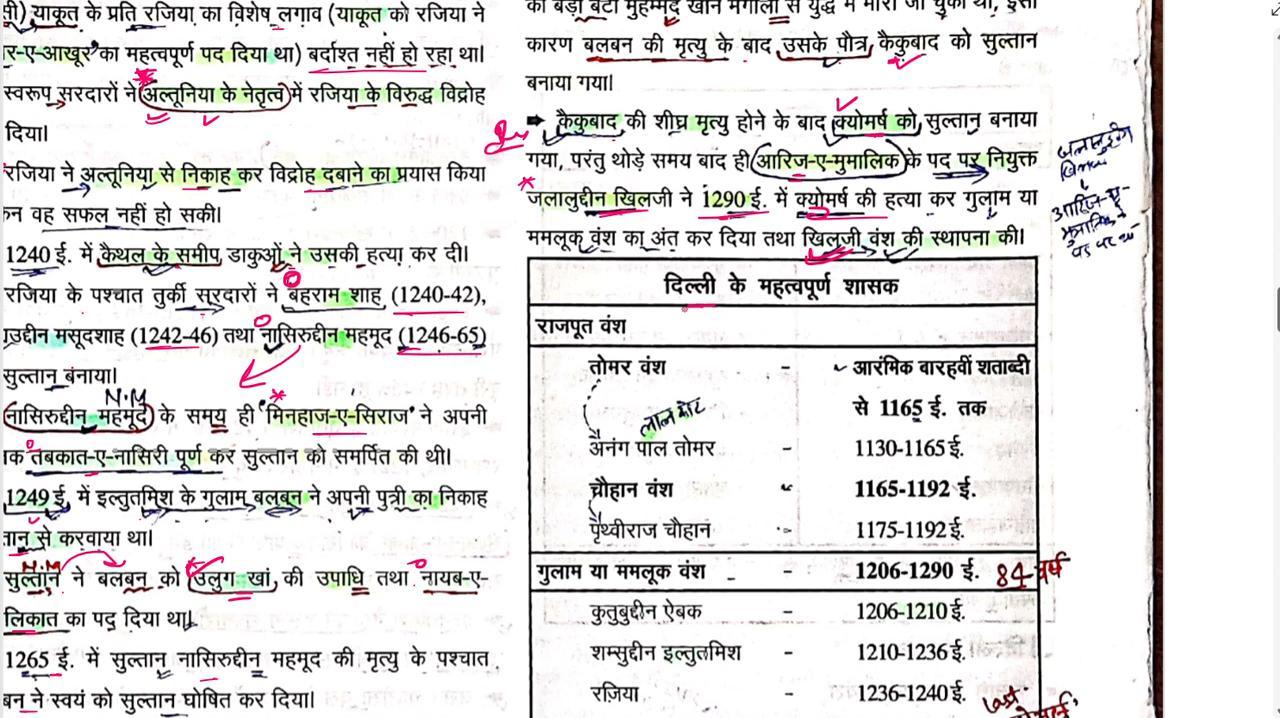 याकूत के प्रति रजिया का विशेष लगाव (याकूत को रजिया ने
र-ए-आखूर' का महत्वपूर्ण पद दिया था) बर्दाश्त नहीं हो रहा था।
स्वरूप सरदारों ने अल्तूनिया के नेतृत्व में रजिया के विरुद्ध विद्रोह
दिया।
रजिया ने अल्तूनिया से निकाह कर विद्रोह दबाने का प्रयास किया
कन वह सफल नहीं हो सकी।
1240 ई. में कैथल के समीप डाकुओं ने उसकी हत्या कर दी।
रजिया के पश्चात तुर्की सरदारों ने बहराम शाह (1240-42),
उद्दीन मसूदशाह (1242-46) तथा नासिरुद्दीन महमूद (1246-65)
सुल्तान बनाया।
N.M
नासिरुद्दीन महमूद के समय ही 'मिनहाज-ए-सिराज' ने अपनी
क तबकात-ए-नासिरी पूर्ण कर सुल्तान को समर्पित की थी।
1249 ई. में इल्तुतमिश के गुलाम बलबन ने अपनी पुत्री का निकाह
तान से करवाया था।
N.M
सुल्तान ने बलबन को उलुग खां, की उपाधि तथा नायब-ए-
लिकात का पद दिया था।
1265 ई. में सुल्तान नासिरुद्दीन महमूद की मृत्यु के पश्चात
बन ने स्वयं को सुल्तान घोषित कर दिया।
का बड़ा बेटा मुहम्मद खान मंगोलों से युद्ध में मारा जा चुका था, इसी
कारण बलबन की मृत्यु के बाद उसके पौत्र कैकुबाद को सुल्तान
बनाया गया।
➡ कैकुबाद की शीघ्र मृत्यु होने के बाद क्योमर्ष को सुल्तान बनाया
गया, परंतु थोड़े समय बाद ही आरिज-ए-मुमालिक के पद पर नियुक्त
जलालुद्दीन खिलजी ने 1290 ई. में क्योमर्ष की हत्या कर गुलाम या
ममलूक वंश का अंत कर दिया तथा खिलजी वंश की स्थापना की।
दिल्ली के महत्वपूर्ण शासक
राजपूत वंश
तोमर वंश - आरंमिक बारहवीं शताब्दी
से 1165 ई. तक
लाल कोट
अनंग पाल तोमर - 1130-1165 ई.
चौहान वंश 1165-1192 ई.
पृथ्वीराज चौहान - 1175-1192 ई.
गुलाम या ममलूक वंश - 1206-1290 ई. 84 वर्ष
कुतुबुद्दीन ऐबक - 1206-1210 ई.
शम्सुद्दीन इल्तुतमिश - 1210-1236 ई.
रजिया - 1236-1240 ई.